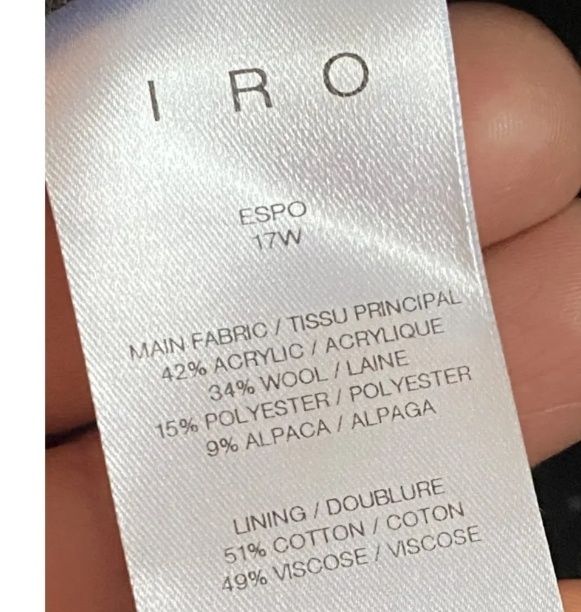 I R O
ESPO
17W
MAIN FABRIC / TISSU PRINCIPAL
42% ACRYLIC / ACRYLIQUE
34% WOOL / LAINE
15% POLYESTER / POLYESTER
9% ALPACA / ALPAGA
LINING / DOUBLURE
51% COTTON / COTON
49% VISCOSE / VISCOSE